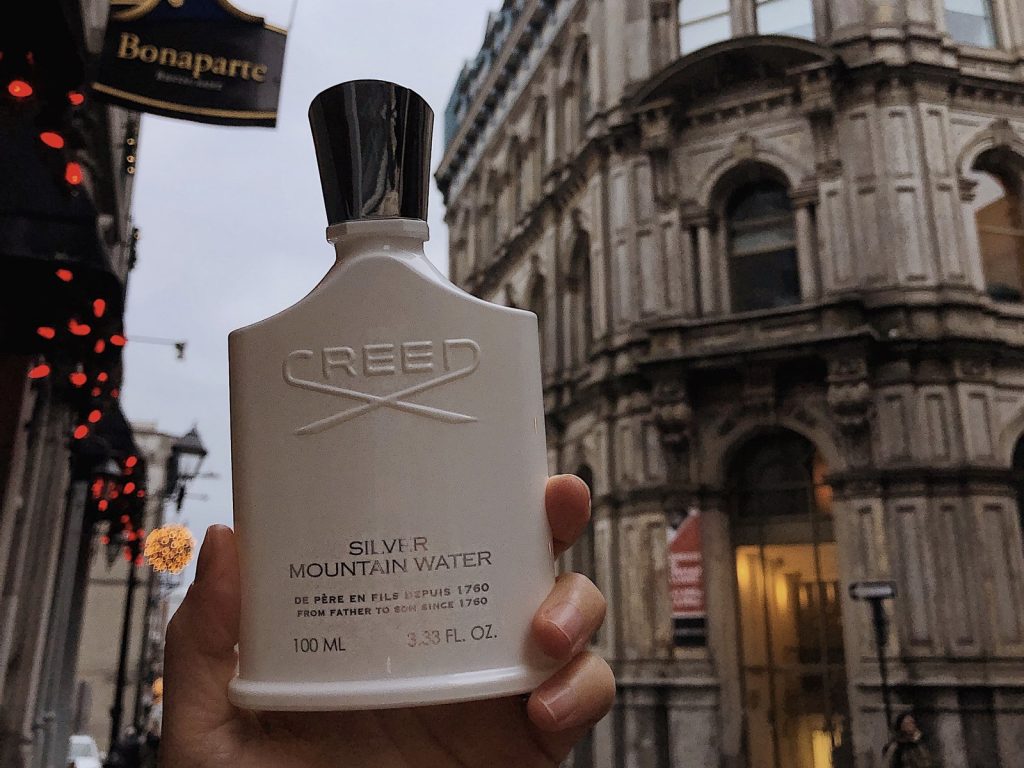 Bonaparte
CREED
SILVER
MOUNTAIN WATER
DE PÈRE EN FILS DEPUIS 1760
FROM FATHER TO SON SINCE 1760
100 ML 3.33 FL. OZ.